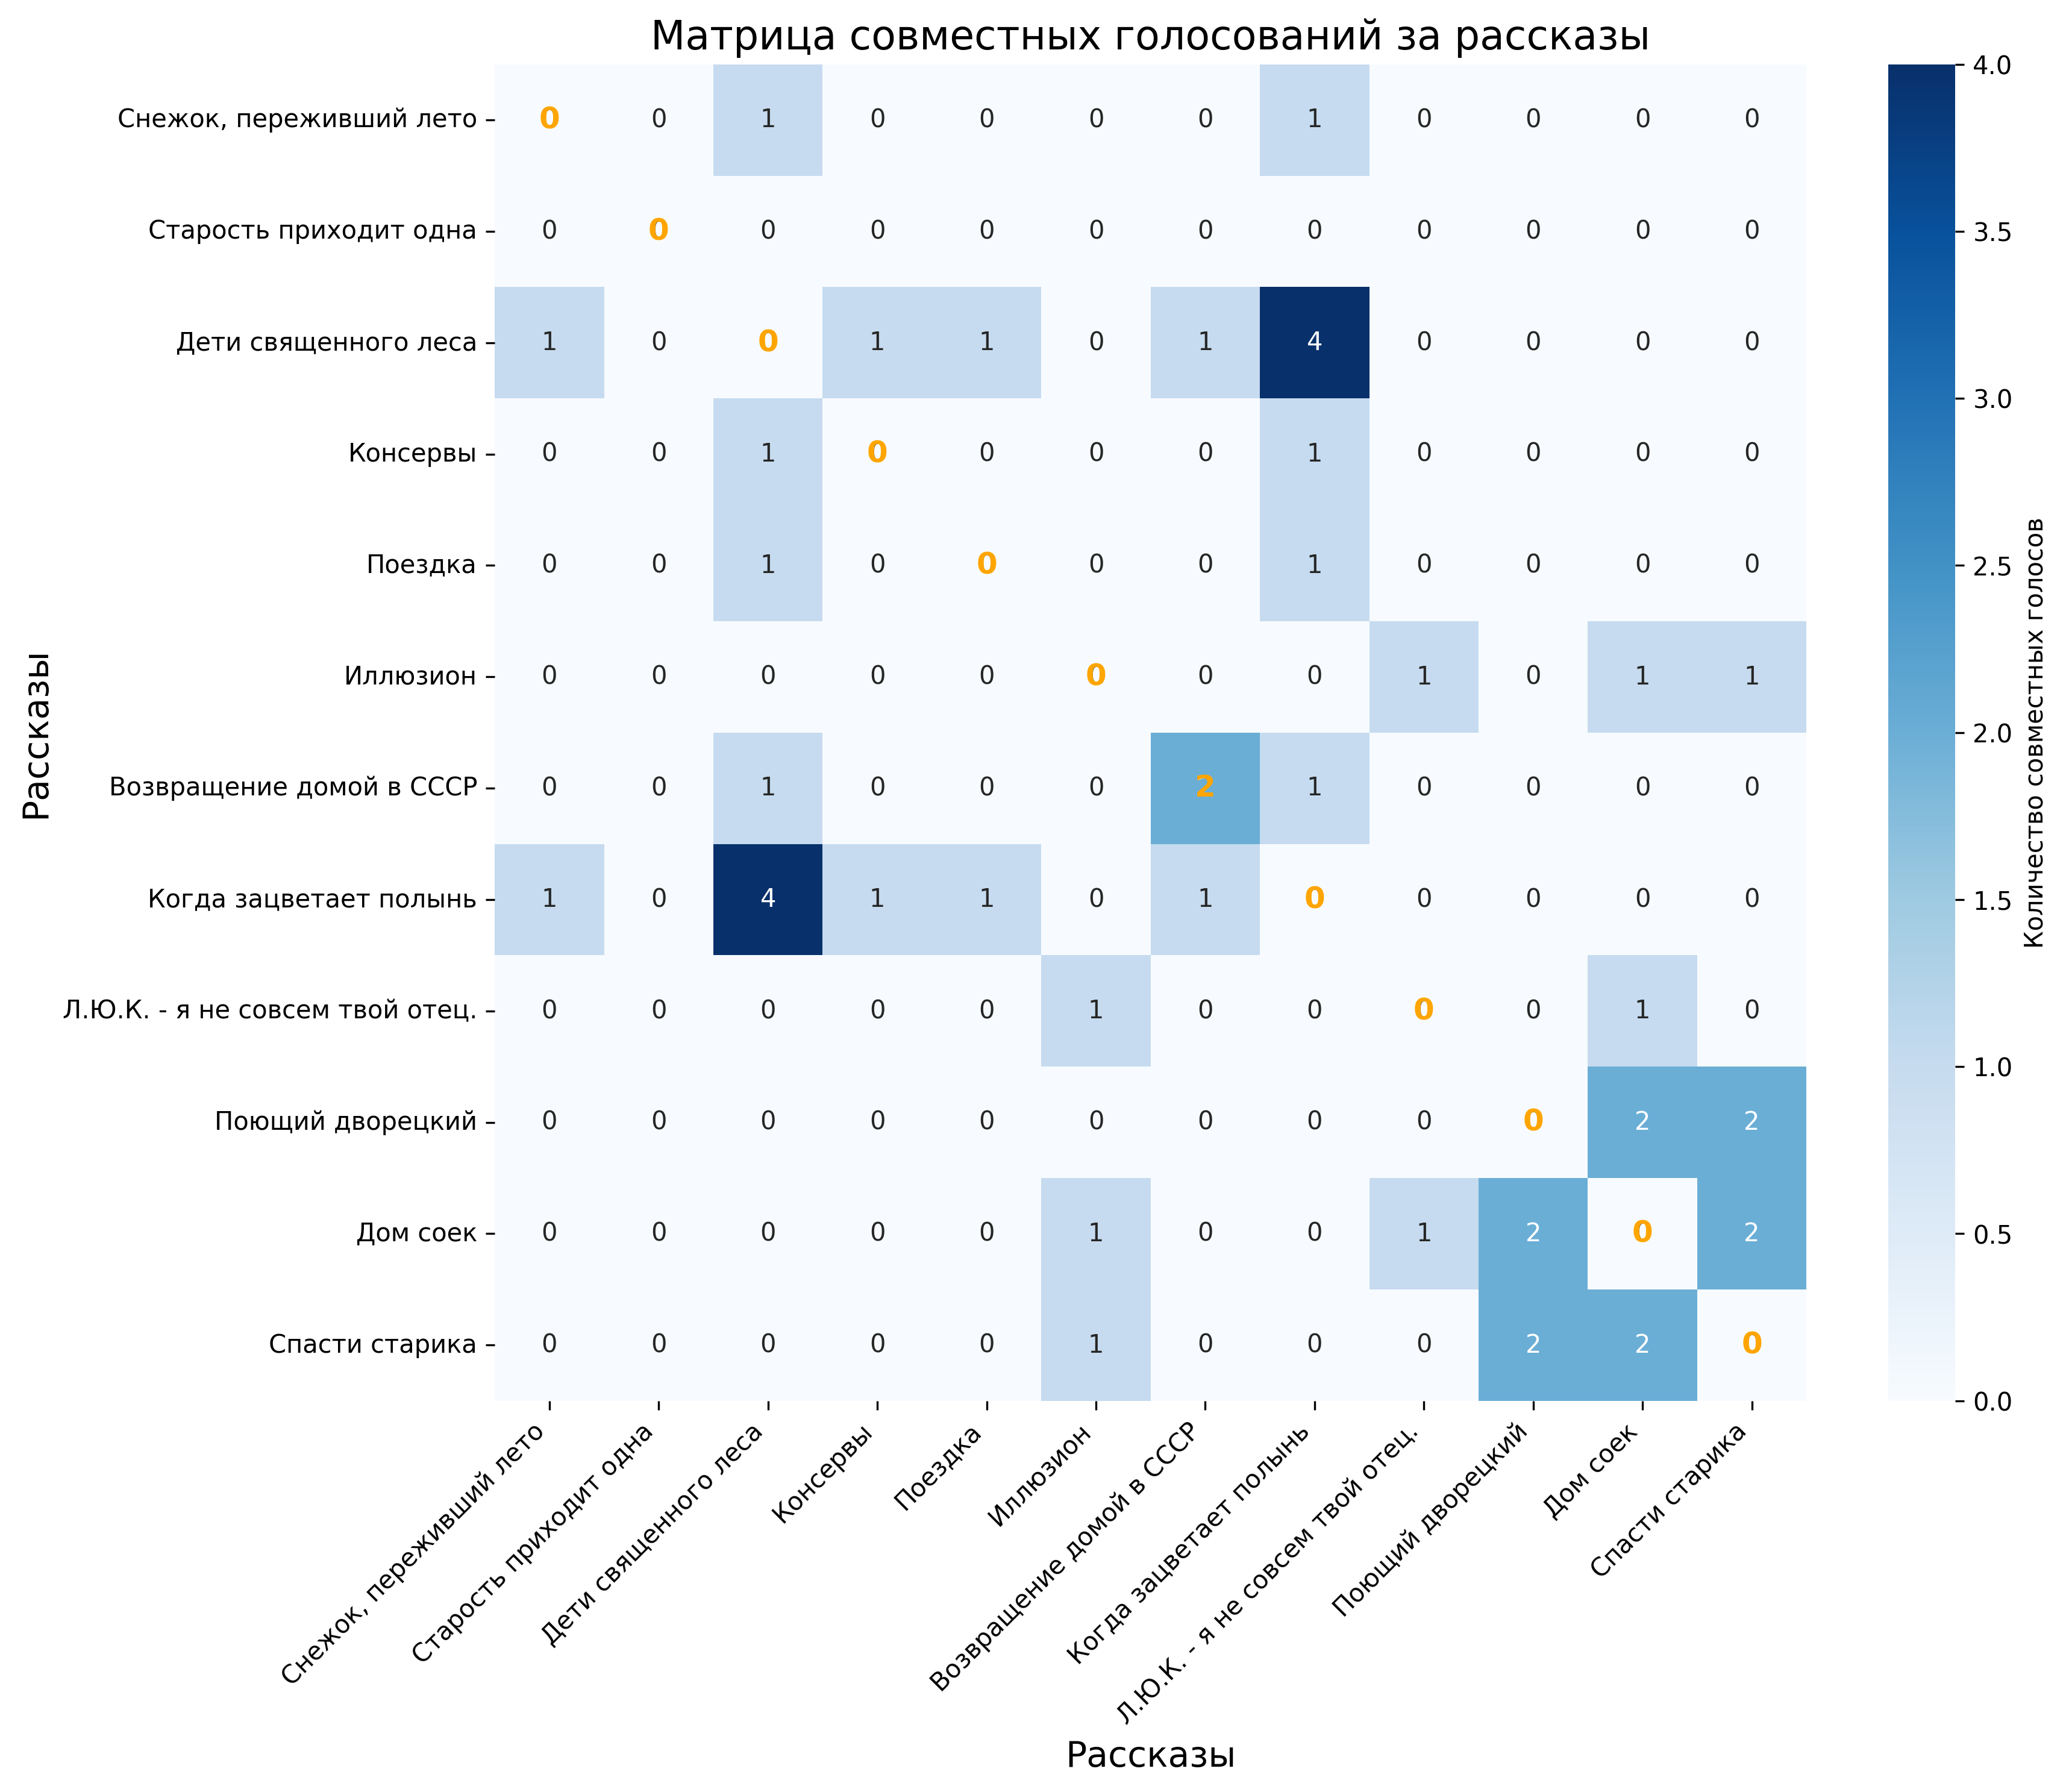 Матрица совместных голосований за рассказы
Рассказы
Снежок, переживший лето 0 0 1 0 0 0 0 1 0 0 0 0
Старость приходит одна 0 0 0 0 0 0 0 0 0 0 0 0
Дети священного леса 1 0 0 1 1 0 1 4 0 0 0 0
Консервы 0 0 1 0 0 0 0 1 0 0 0 0
Поездка 0 0 1 0 0 0 0 1 0 0 0 0
Иллюзион 0 0 0 0 0 0 0 0 1 0 1 1
Возвращение домой в СССР 0 0 1 0 0 0 2 1 0 0 0 0
Когда зацветает полынь 1 0 4 1 1 0 1 0 0 0 0 0
Л.Ю.К. - я не совсем твой отец. 0 0 0 0 0 1 0 0 0 0 1 0
Поющий дворецкий 0 0 0 0 0 0 0 0 0 0 2 2
Дом соек 0 0 0 0 0 1 0 0 1 2 0 2
Спасти старика 0 0 0 0 0 1 0 0 0 2 2 0
Снежок, переживший лето
Старость приходит одна
Дети священного леса
Консервы
Поездка
Иллюзион
Возвращение домой в СССР
Когда зацветает полынь
Л.Ю.К. - я не совсем твой отец.
Поющий дворецкий
Дом соек
Спасти старика
Рассказы
4.0
3.5
3.0
2.5
2.0
1.5
1.0
0.5
0.0
Количество совместных голосов